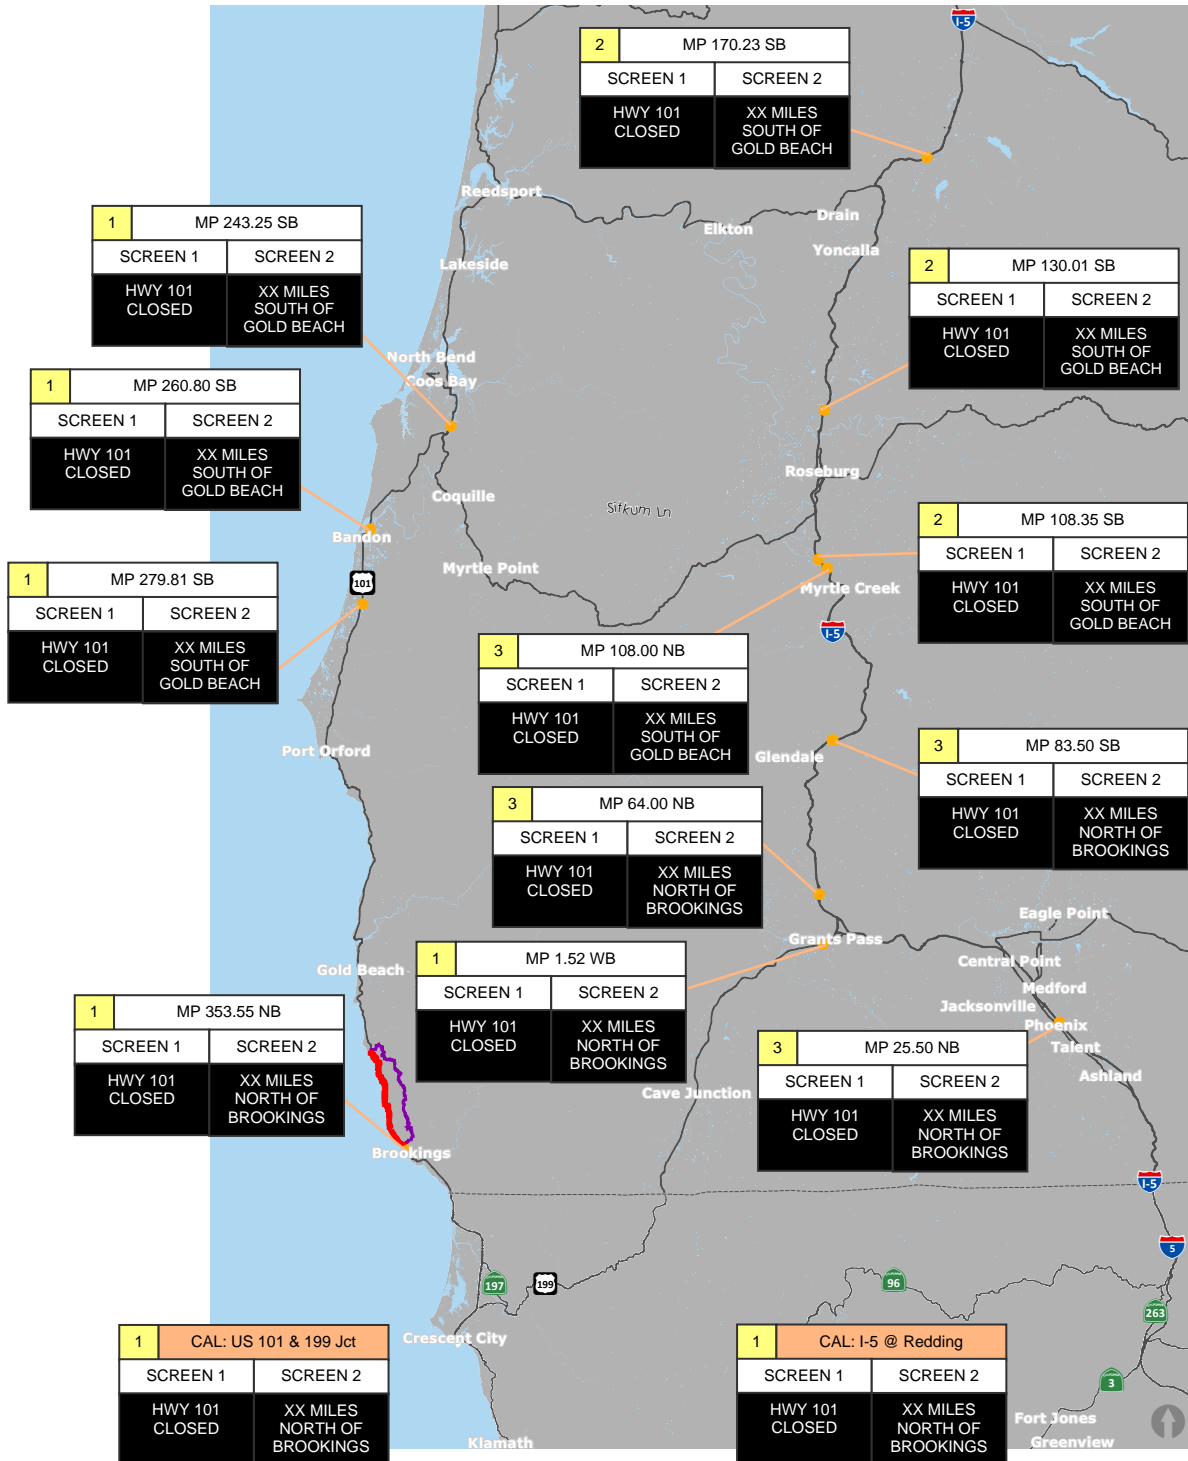 I-5
2 MP 170.23 SB
SCREEN 1 SCREEN 2
HWY 101 CLOSED
XX MILES SOUTH OF GOLD BEACH
Reedsport
Drain
Elkton
Yoncalla
1 MP 243.25 SB
SCREEN 1 SCREEN 2
HWY 101 CLOSED
XX MILES SOUTH OF GOLD BEACH
Lakeside
2 MP 130.01 SB
SCREEN 1 SCREEN 2
HWY 101 CLOSED
XX MILES SOUTH OF GOLD BEACH
North Bend
Coos Bay
1 MP 260.80 SB
SCREEN 1 SCREEN 2
HWY 101 CLOSED
XX MILES SOUTH OF GOLD BEACH
Roseburg
Coquille
Sitkum Ln
Bandon
2 MP 108.35 SB
SCREEN 1 SCREEN 2
HWY 101 CLOSED
XX MILES SOUTH OF GOLD BEACH
Myrtle Point
101
Myrtle Creek
1 MP 279.81 SB
SCREEN 1 SCREEN 2
HWY 101 CLOSED
XX MILES SOUTH OF GOLD BEACH
I-5
3 MP 108.00 NB
SCREEN 1 SCREEN 2
HWY 101 CLOSED
XX MILES SOUTH OF GOLD BEACH
Port Orford
Glendale
3 MP 83.50 SB
SCREEN 1 SCREEN 2
HWY 101 CLOSED
XX MILES NORTH OF BROOKINGS
3 MP 64.00 NB
SCREEN 1 SCREEN 2
HWY 101 CLOSED
XX MILES NORTH OF BROOKINGS
Eagle Point
Grants Pass
Central Point
Gold Beach
1 MP 1.52 WB
SCREEN 1 SCREEN 2
HWY 101 CLOSED
XX MILES NORTH OF BROOKINGS
Medford
Jacksonville
Phoenix
Talent
Ashland
1 MP 353.55 NB
SCREEN 1 SCREEN 2
HWY 101 CLOSED
XX MILES NORTH OF BROOKINGS
3 MP 25.50 NB
SCREEN 1 SCREEN 2
HWY 101 CLOSED
XX MILES NORTH OF BROOKINGS
Cave Junction
Brookings
I-5
5
197
199
96
263
Crescent City
1 CAL: US 101 & 199 Jct
SCREEN 1 SCREEN 2
HWY 101 CLOSED
XX MILES NORTH OF BROOKINGS
1 CAL: I-5 @ Redding
SCREEN 1 SCREEN 2
HWY 101 CLOSED
XX MILES NORTH OF BROOKINGS
3
Fort Jones
Greenview
Klamath